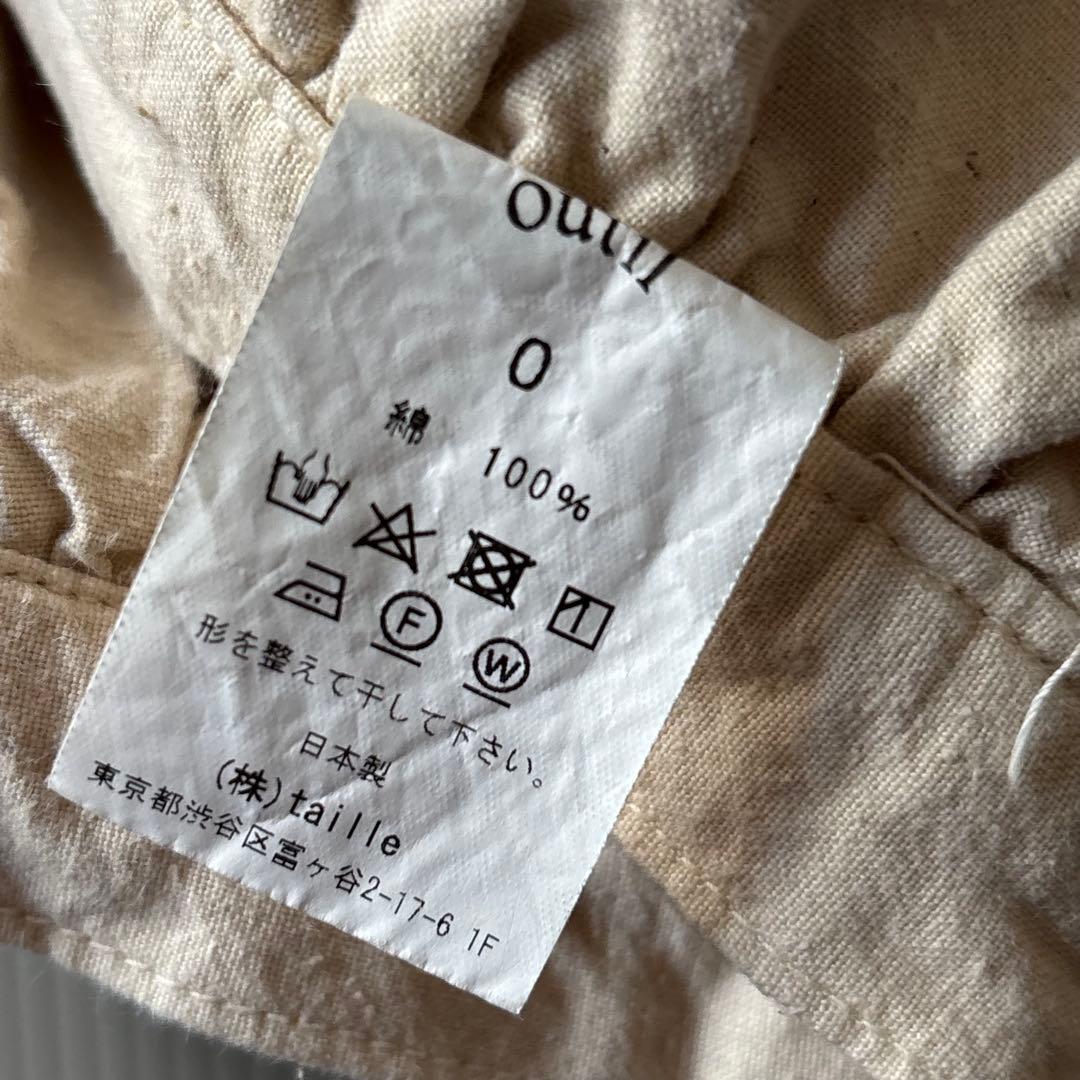 outil
0
綿 100%
F W
形を整えて干して下さい。
日本製
(株)taille
東京都渋谷区富ヶ谷2-17-6 1F